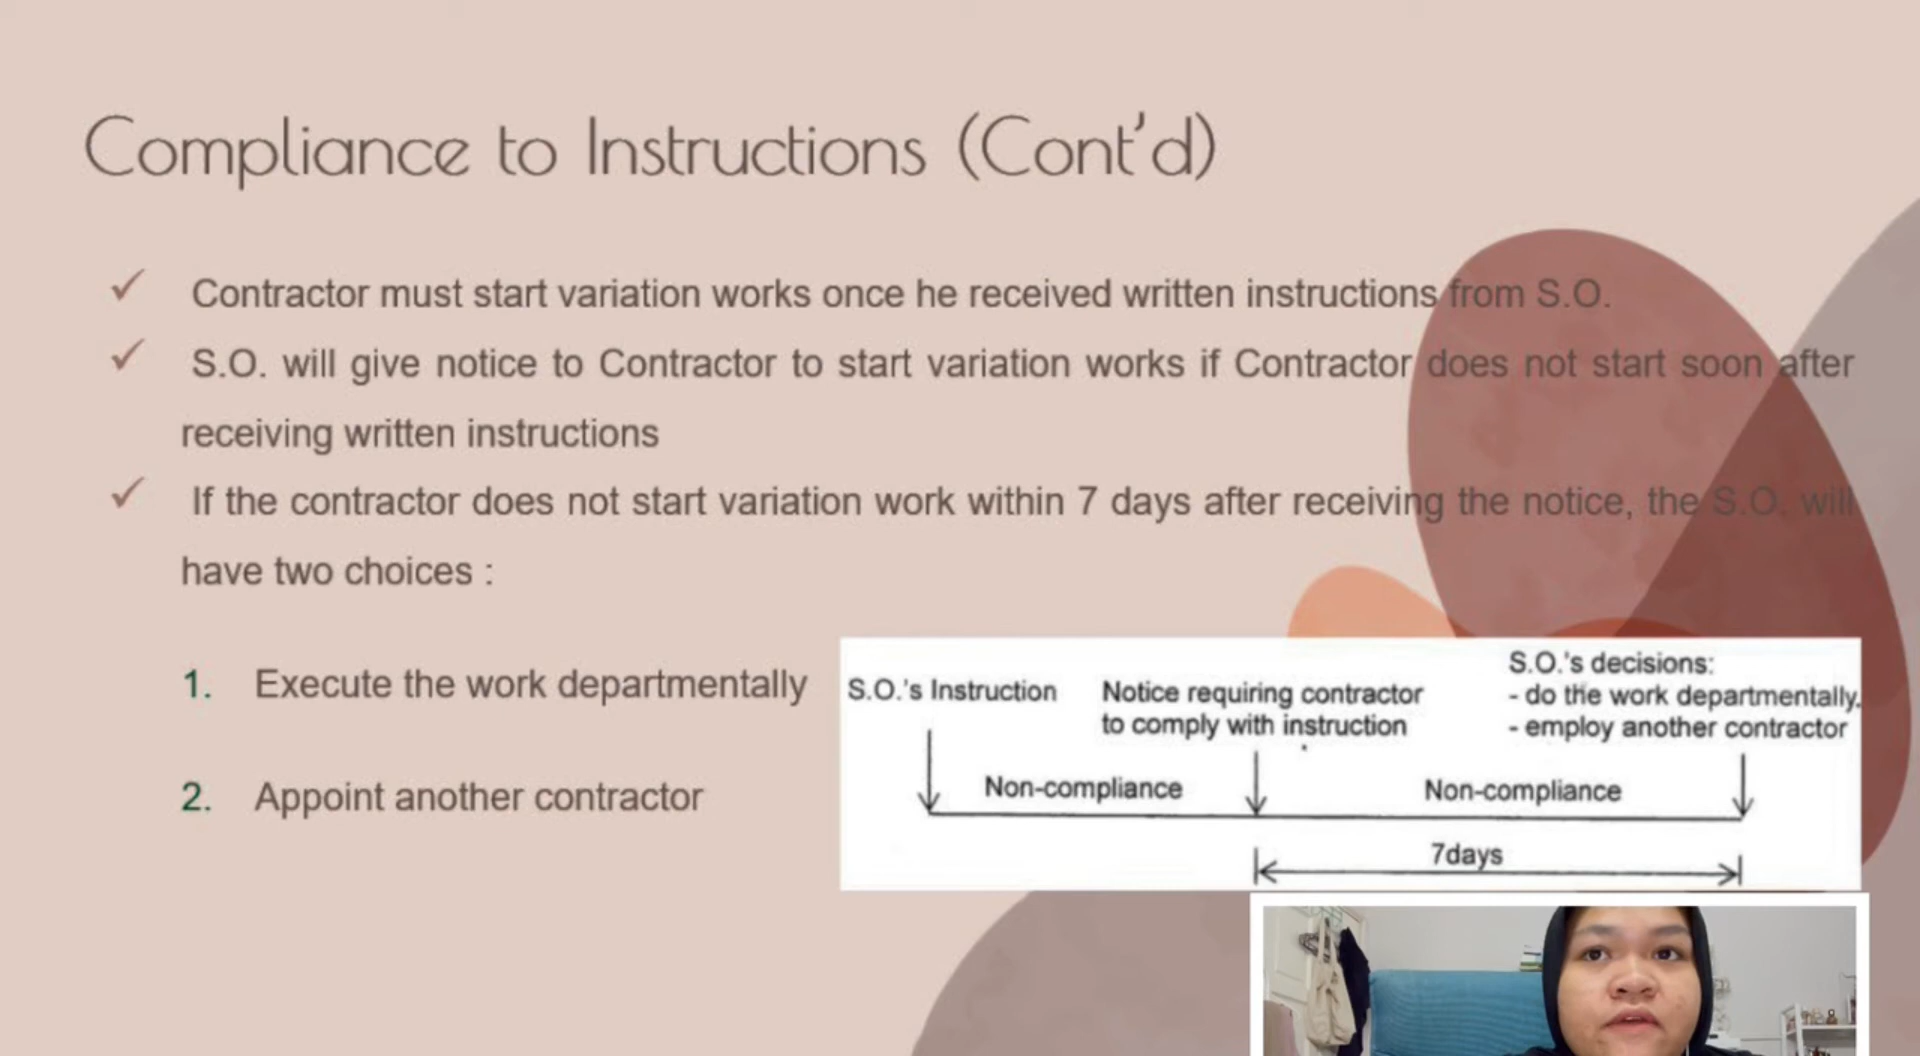 Compliance to Instructions (Cont'd)
Contractor must start variation works once he received written instructions from S.O.
S.O. will give notice to Contractor to start variation works if Contractor does not start soon after
receiving written instructions
If the contractor does not start variation work within 7 days after receiving the notice, the S.O. will
have two choices :
1. Execute the work departmentally
2. Appoint another contractor
S.O.'s Instruction
Notice requiring contractor
to comply with instruction
S.O.'s decisions:
- do the work departmentally.
- employ another contractor
Non-compliance
Non-compliance
7days